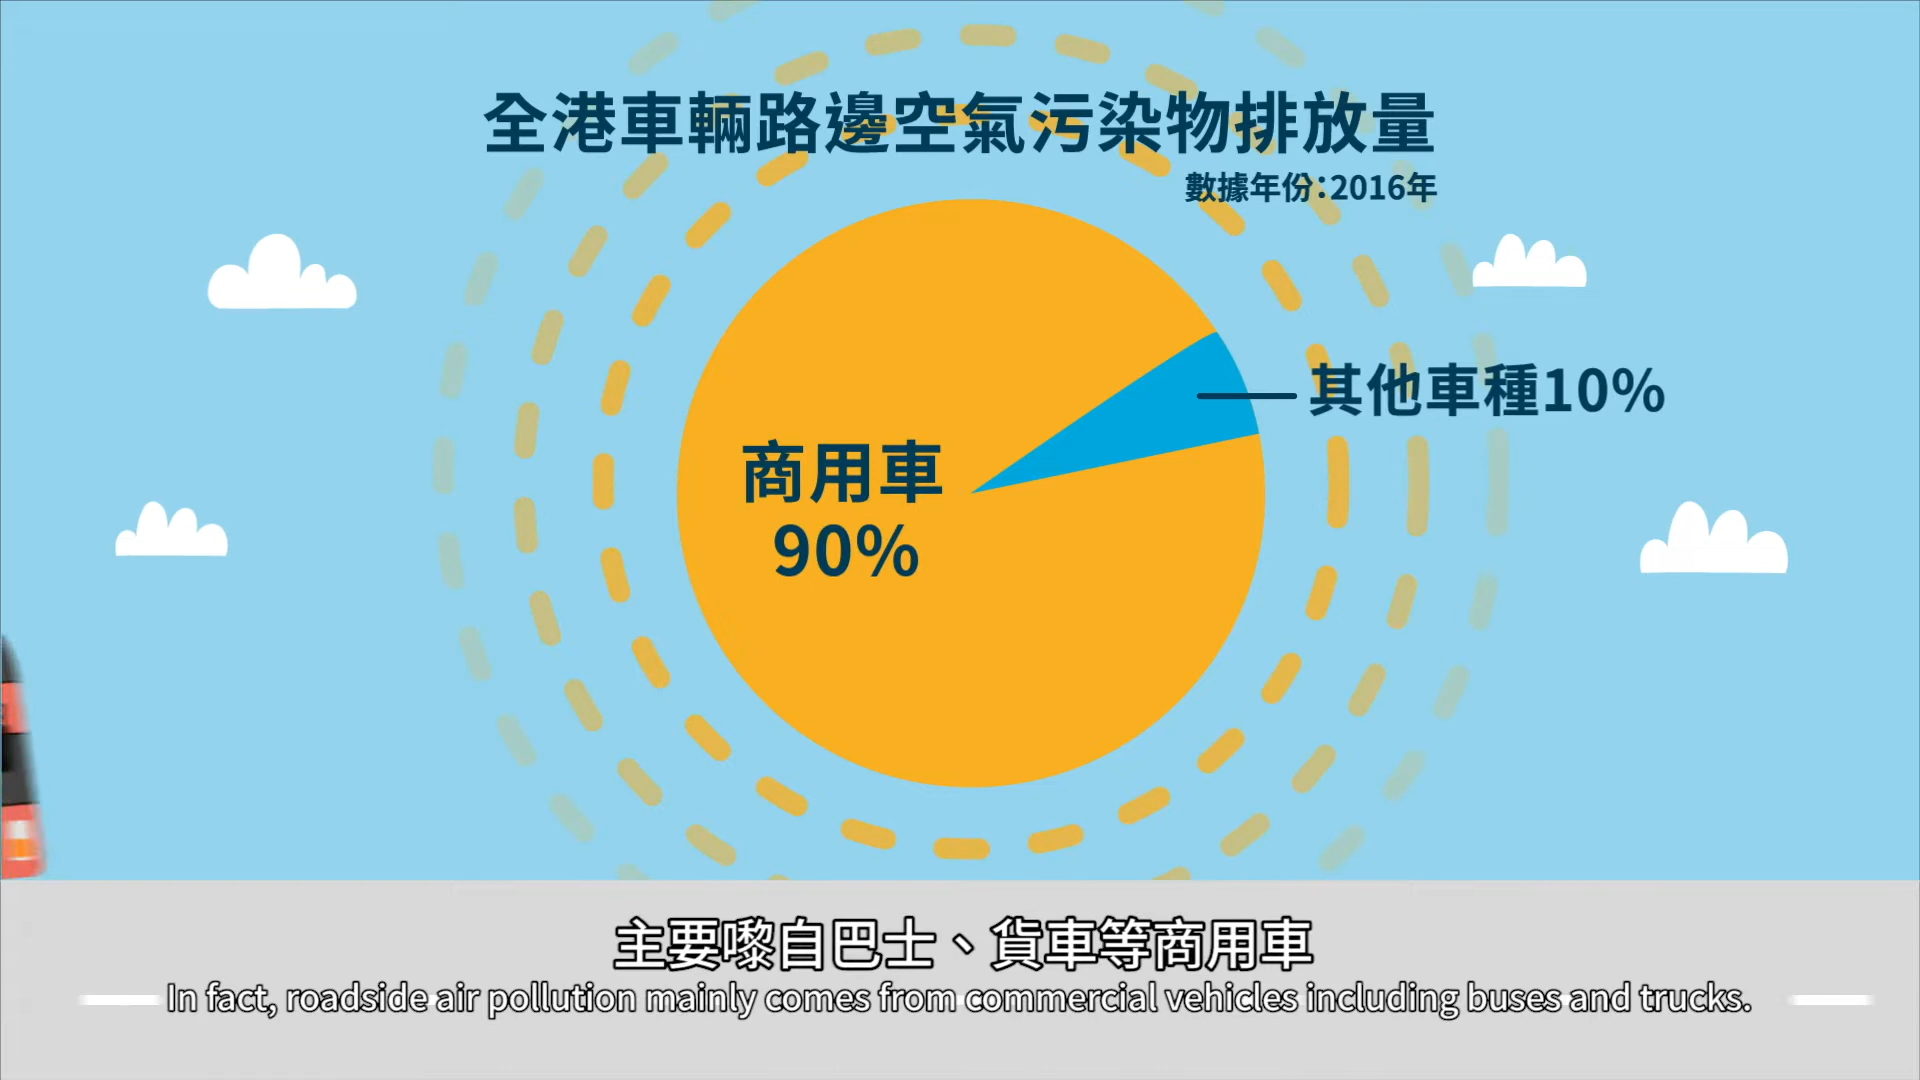 全港車輛路邊空氣污染物排放量
數據年份:2016年
其他車種10%
商用車
90%
主要嚟自巴士、貨車等商用車
In fact, roadside air pollution mainly comes from commercial vehicles including buses and trucks.